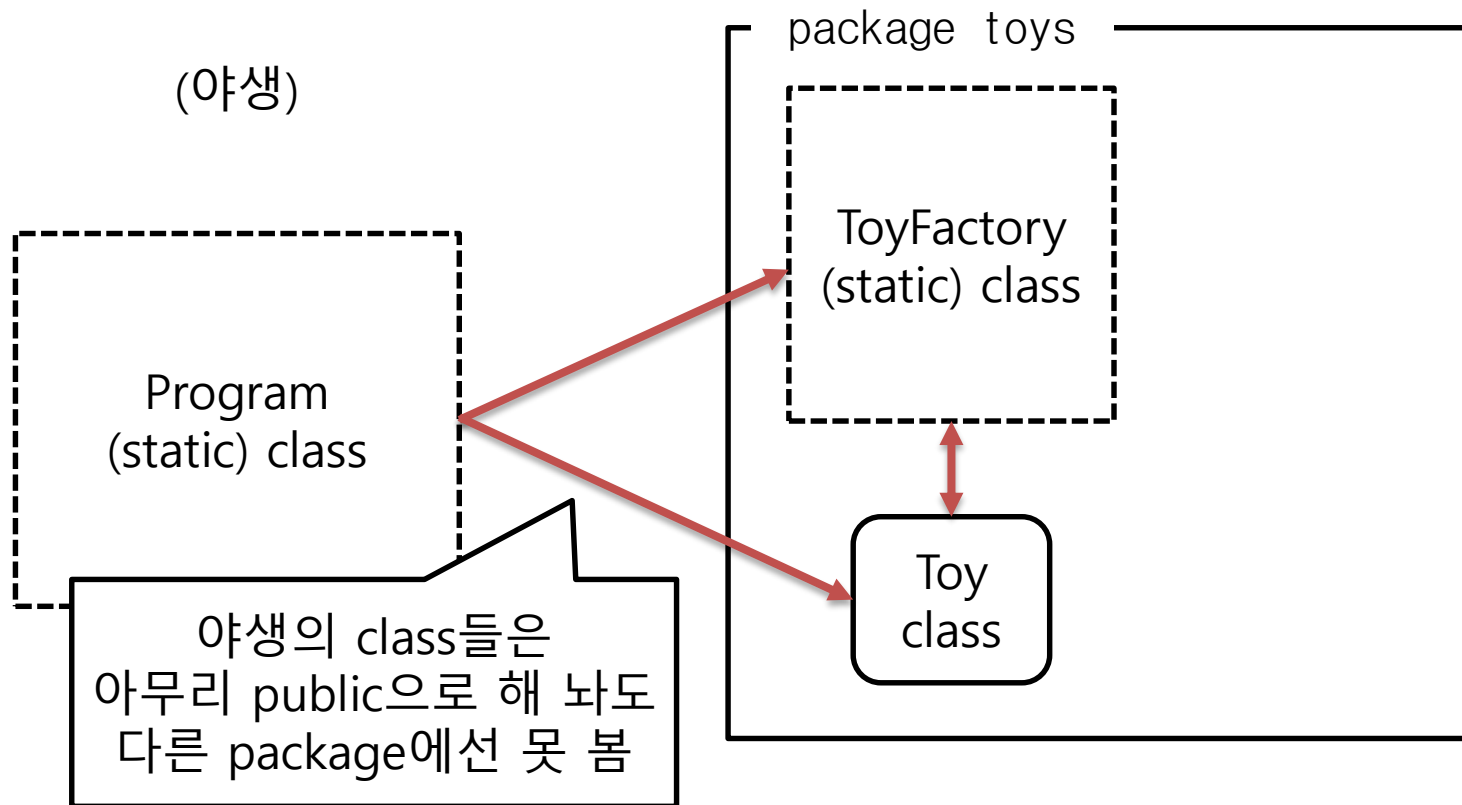 package toys
(야생)
ToyFactory
(static) class
Program
(static) class
Toy
class
야생의 class들은
아무리 public으로 해 놔도
다른 package에선 못 봄